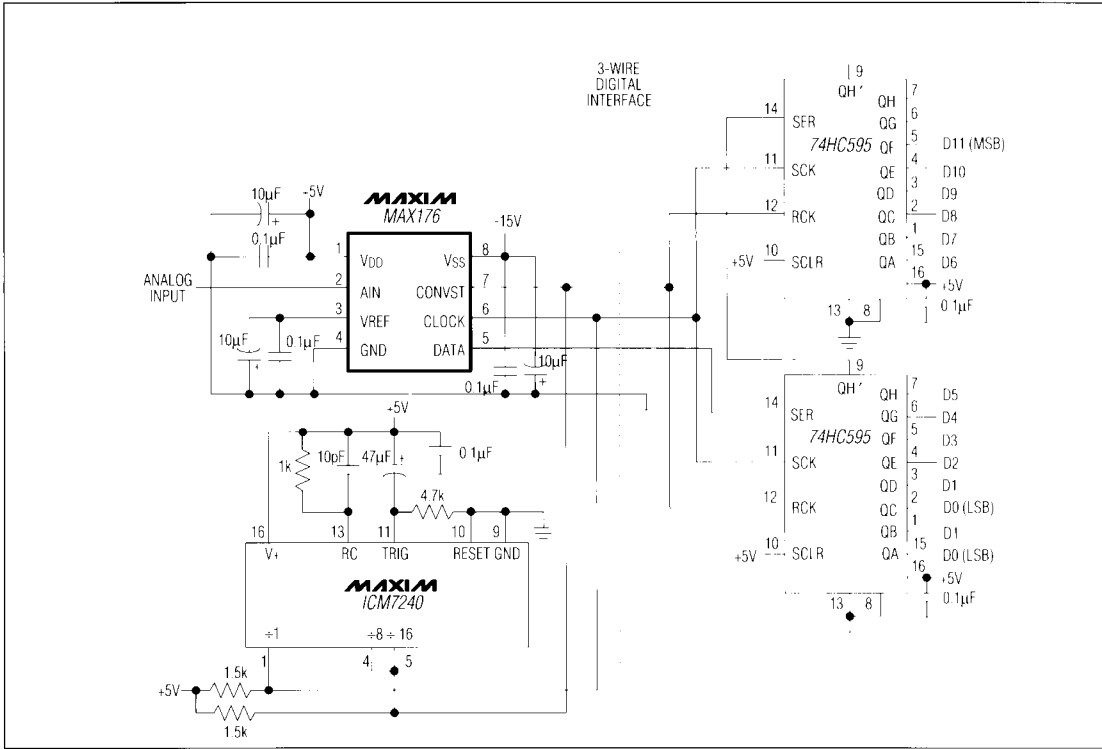 3-WIRE
DIGITAL
INTERFACE
9
QH'
14
SER
74HC595
11
SCK
12
RCK
10
+5V
SCLR
QH
7
QG
6
QF
5
D11 (MSB)
QE
4
D10
QD
3
D9
QC
2
D8
QB
1
D7
QA
15
D6
16
+5V
0.1µF
13
8
10µF
+
-5V
0.1µF
MAXIM
MAX176
1
VDD
2
AIN
3
VREF
4
GND
VSS
8
CONVST
7
CLOCK
6
DATA
5
-15V
ANALOG
INPUT
10µF
+
0.1µF
0.1µF
10µF
+
9
QH'
14
SER
74HC595
11
SCK
12
RCK
10
+5V
SCLR
QH
7
D5
QG
6
D4
QF
5
D3
QE
4
D2
QD
3
D1
QC
2
D0 (LSB)
QB
1
D1
QA
15
D0 (LSB)
16
+5V
0.1µF
13
8
+5V
1k
10pF
47µF
+
0.1µF
4.7k
16
13
11
10
9
V+
RC
TRIG
RESET
GND
MAXIM
ICM7240
÷1
÷8
÷16
1
4
5
+5V
1.5k
1.5k